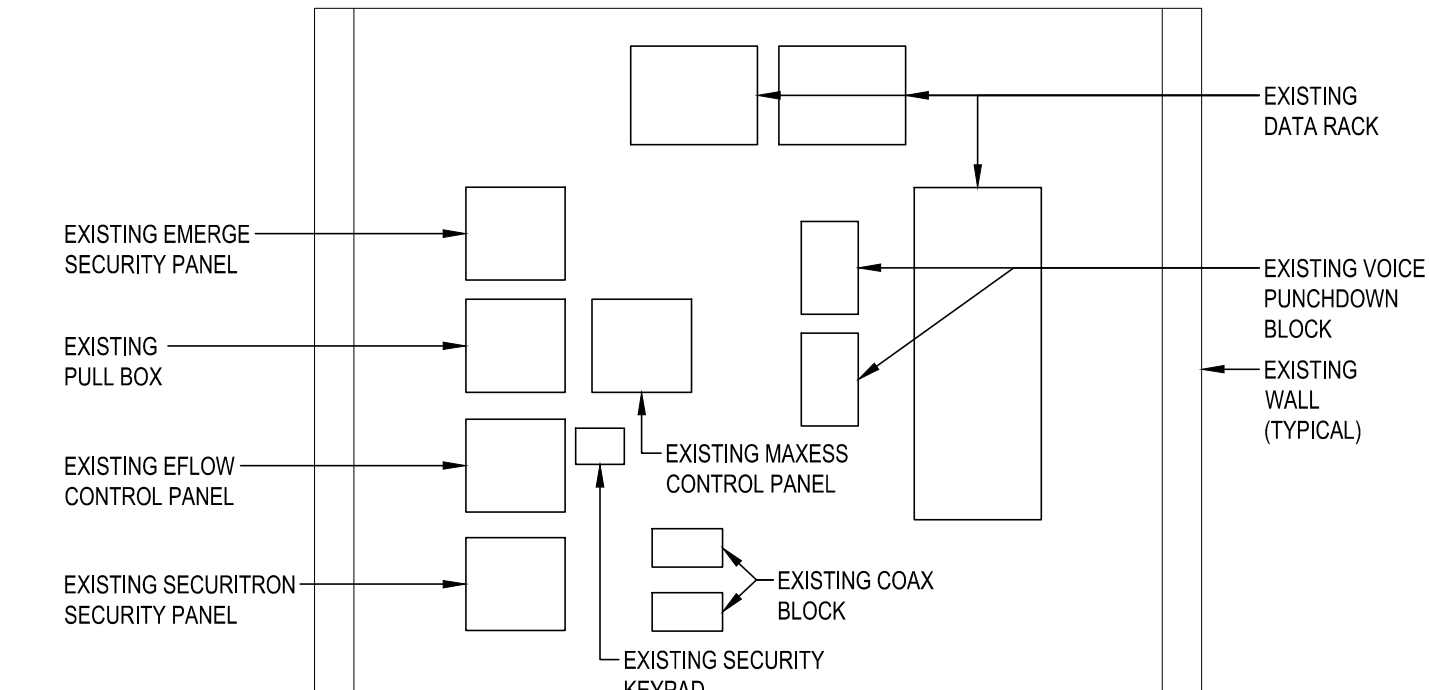 EXISTING
DATA RACK
EXISTING EMERGE
SECURITY PANEL
EXISTING VOICE
PUNCHDOWN
BLOCK
EXISTING
PULL BOX
EXISTING
WALL
(TYPICAL)
EXISTING MAXESS
CONTROL PANEL
EXISTING EFLOW
CONTROL PANEL
EXISTING COAX
BLOCK
EXISTING SECURITRON
SECURITY PANEL
EXISTING SECURITY
KEYPAD